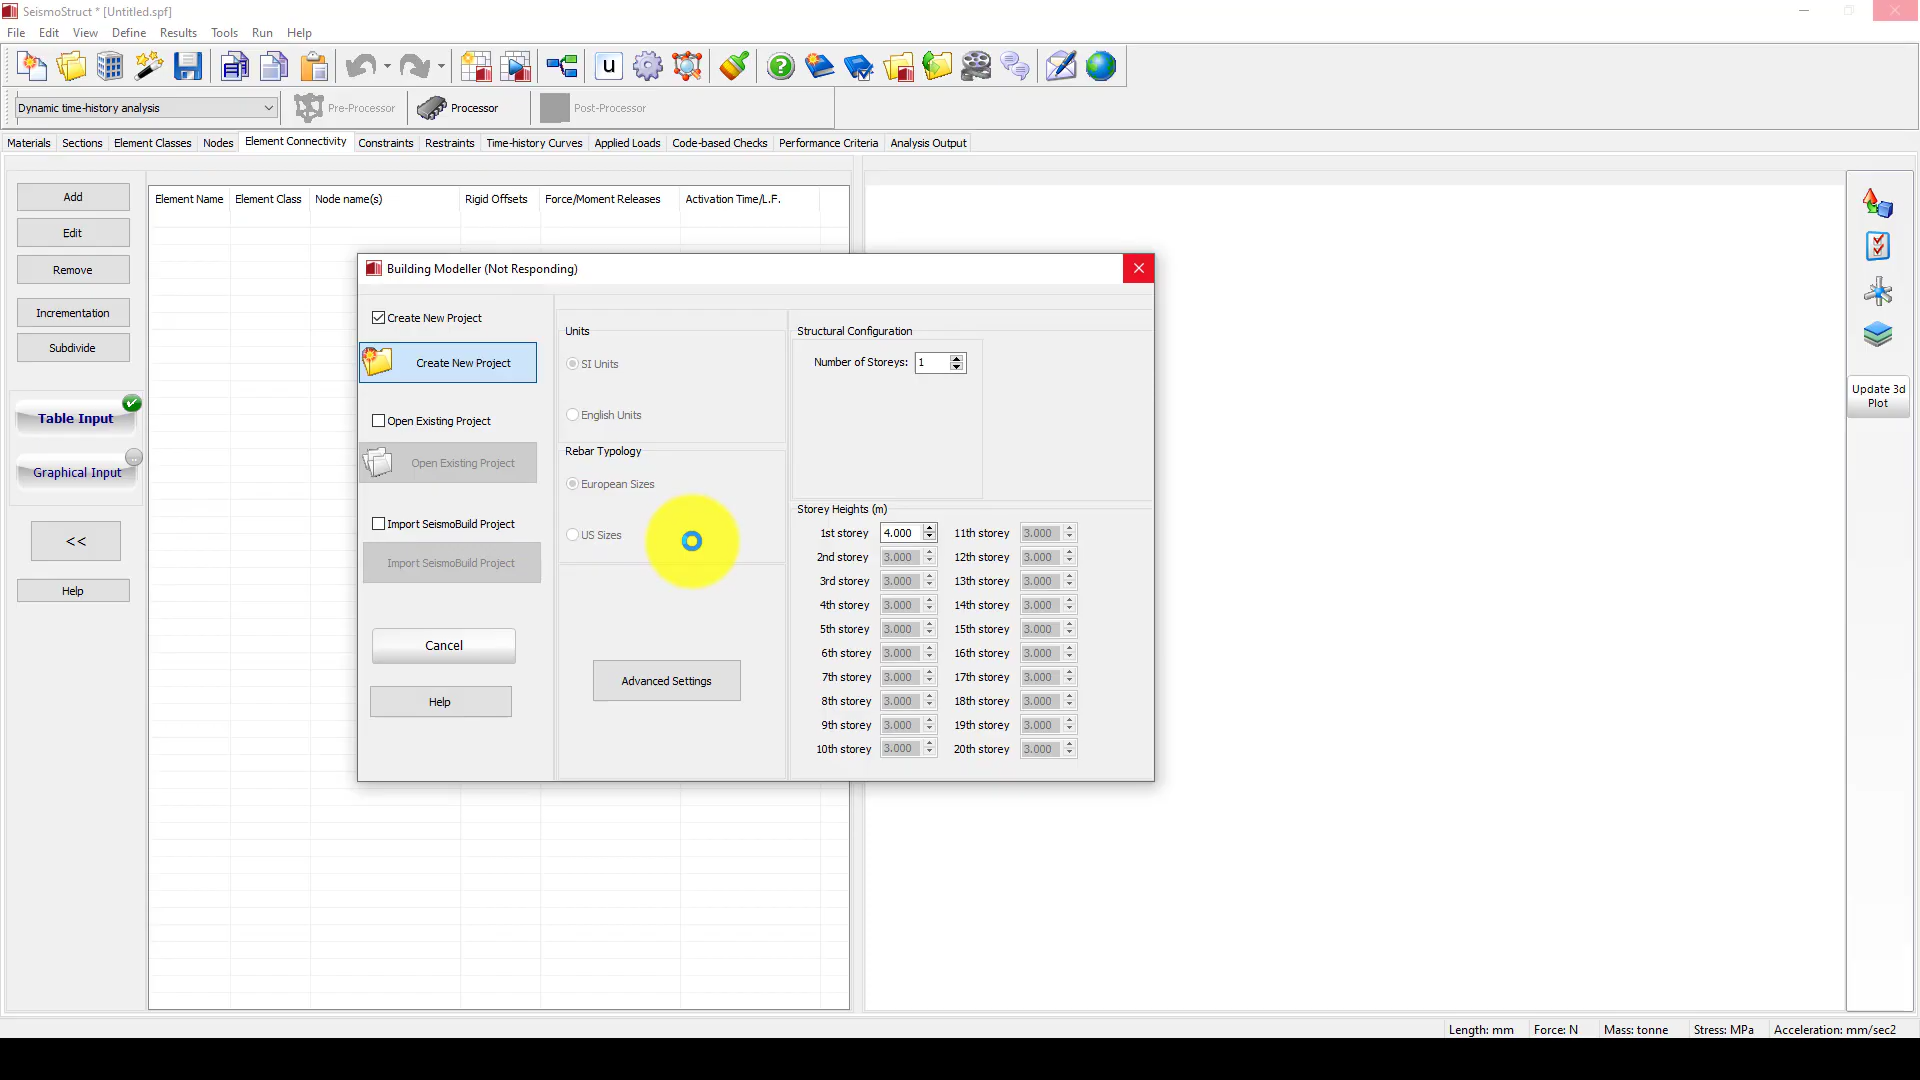 SeismoStruct * [Untitled.spf]
File Edit View Define Results Tools Run Help
u
Dynamic time-history analysis Pre-Processor Processor Post-Processor
Materials Sections Element Classes Nodes Element Connectivity Constraints Restraints Time-history Curves Applied Loads Code-based Checks Performance Criteria Analysis Output
Add
Edit
Remove
Incrementation
Subdivide
Table Input
Graphical Input
<<
Help
Element Name Element Class Node name(s) Rigid Offsets Force/Moment Releases Activation Time/L.F.
Building Modeller (Not Responding)
Create New Project
Create New Project
Open Existing Project
Open Existing Project
Import SeismoBuild Project
Import SeismoBuild Project
Cancel
Help
Units
SI Units
English Units
Rebar Typology
European Sizes
US Sizes
Advanced Settings
Structural Configuration
Number of Storeys: 1
Storey Heights (m)
1st storey 4.000 11th storey 3.000
2nd storey 3.000 12th storey 3.000
3rd storey 3.000 13th storey 3.000
4th storey 3.000 14th storey 3.000
5th storey 3.000 15th storey 3.000
6th storey 3.000 16th storey 3.000
7th storey 3.000 17th storey 3.000
8th storey 3.000 18th storey 3.000
9th storey 3.000 19th storey 3.000
10th storey 3.000 20th storey 3.000
Update 3d
Plot
Length: mm Force: N Mass: tonne Stress: MPa Acceleration: mm/sec2